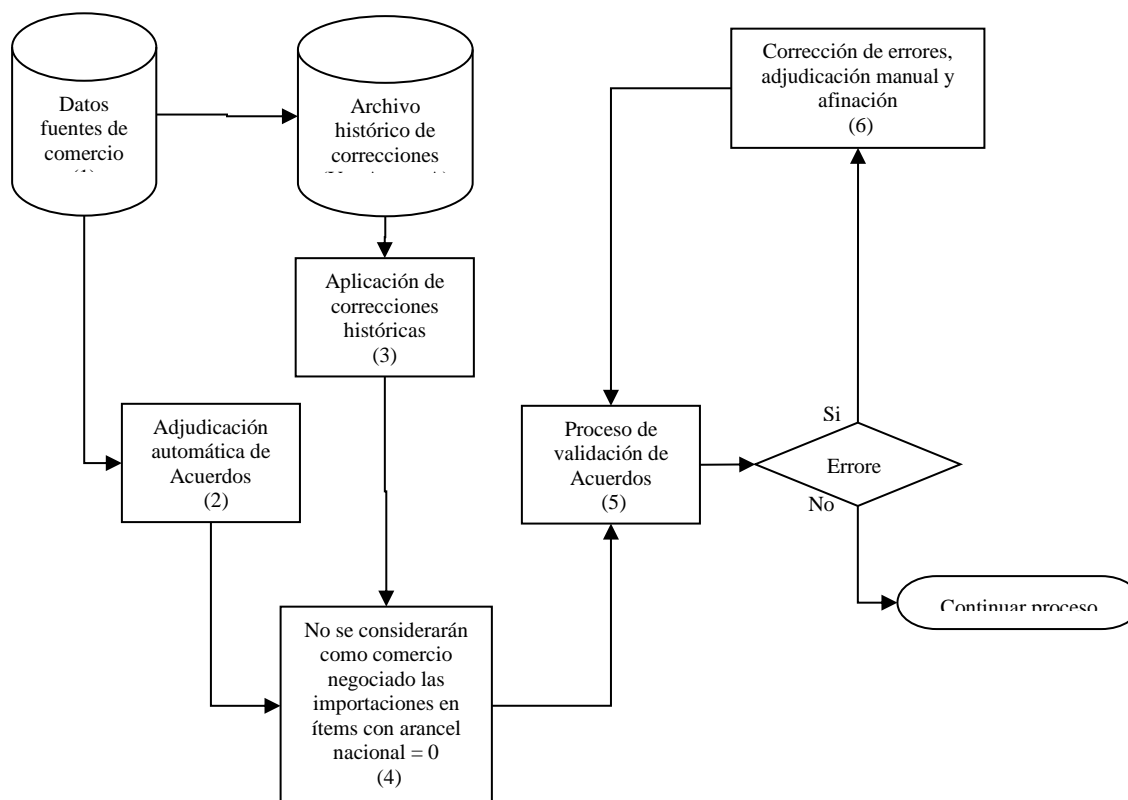 Datos
fuentes de
comercio
(1)
Archivo
histórico de
correcciones
Corrección de errores,
adjudicación manual y
afinación
(6)
Aplicación de
correcciones
históricas
(3)
Adjudicación
automática de
Acuerdos
(2)
Proceso de
validación de
Acuerdos
(5)
Si
Errore
No
Continuar proceso
No se considerarán
como comercio
negociado las
importaciones en
ítems con arancel
nacional = 0
(4)